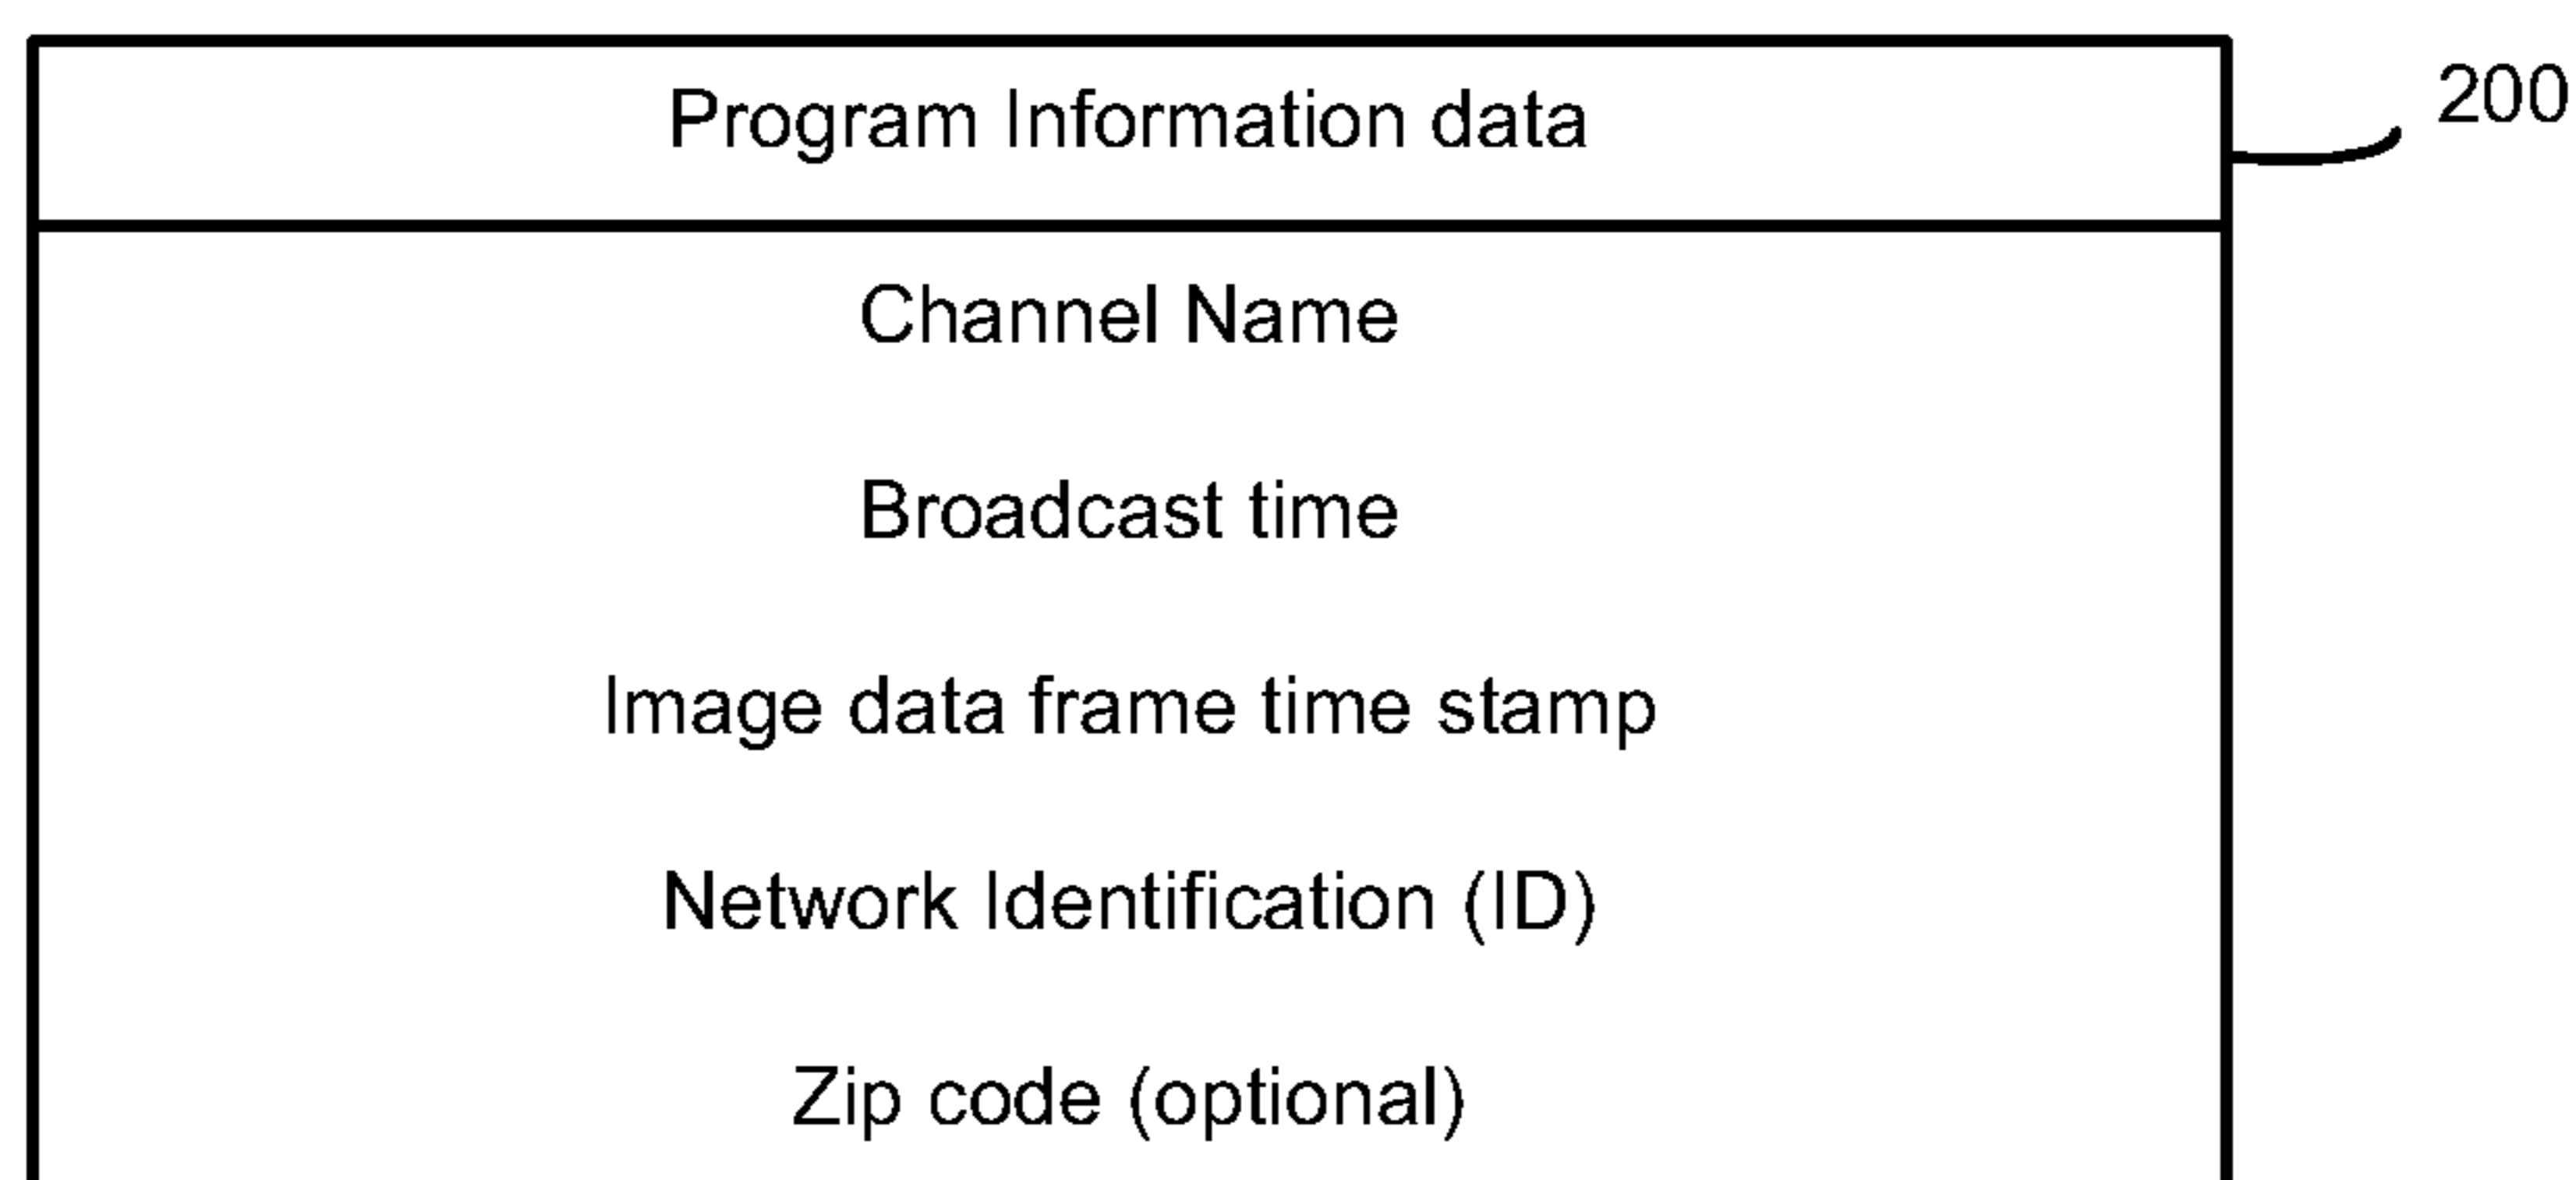 Program Information data
200
Channel Name
Broadcast time
Image data frame time stamp
Network Identification (ID)
Zip code (optional)